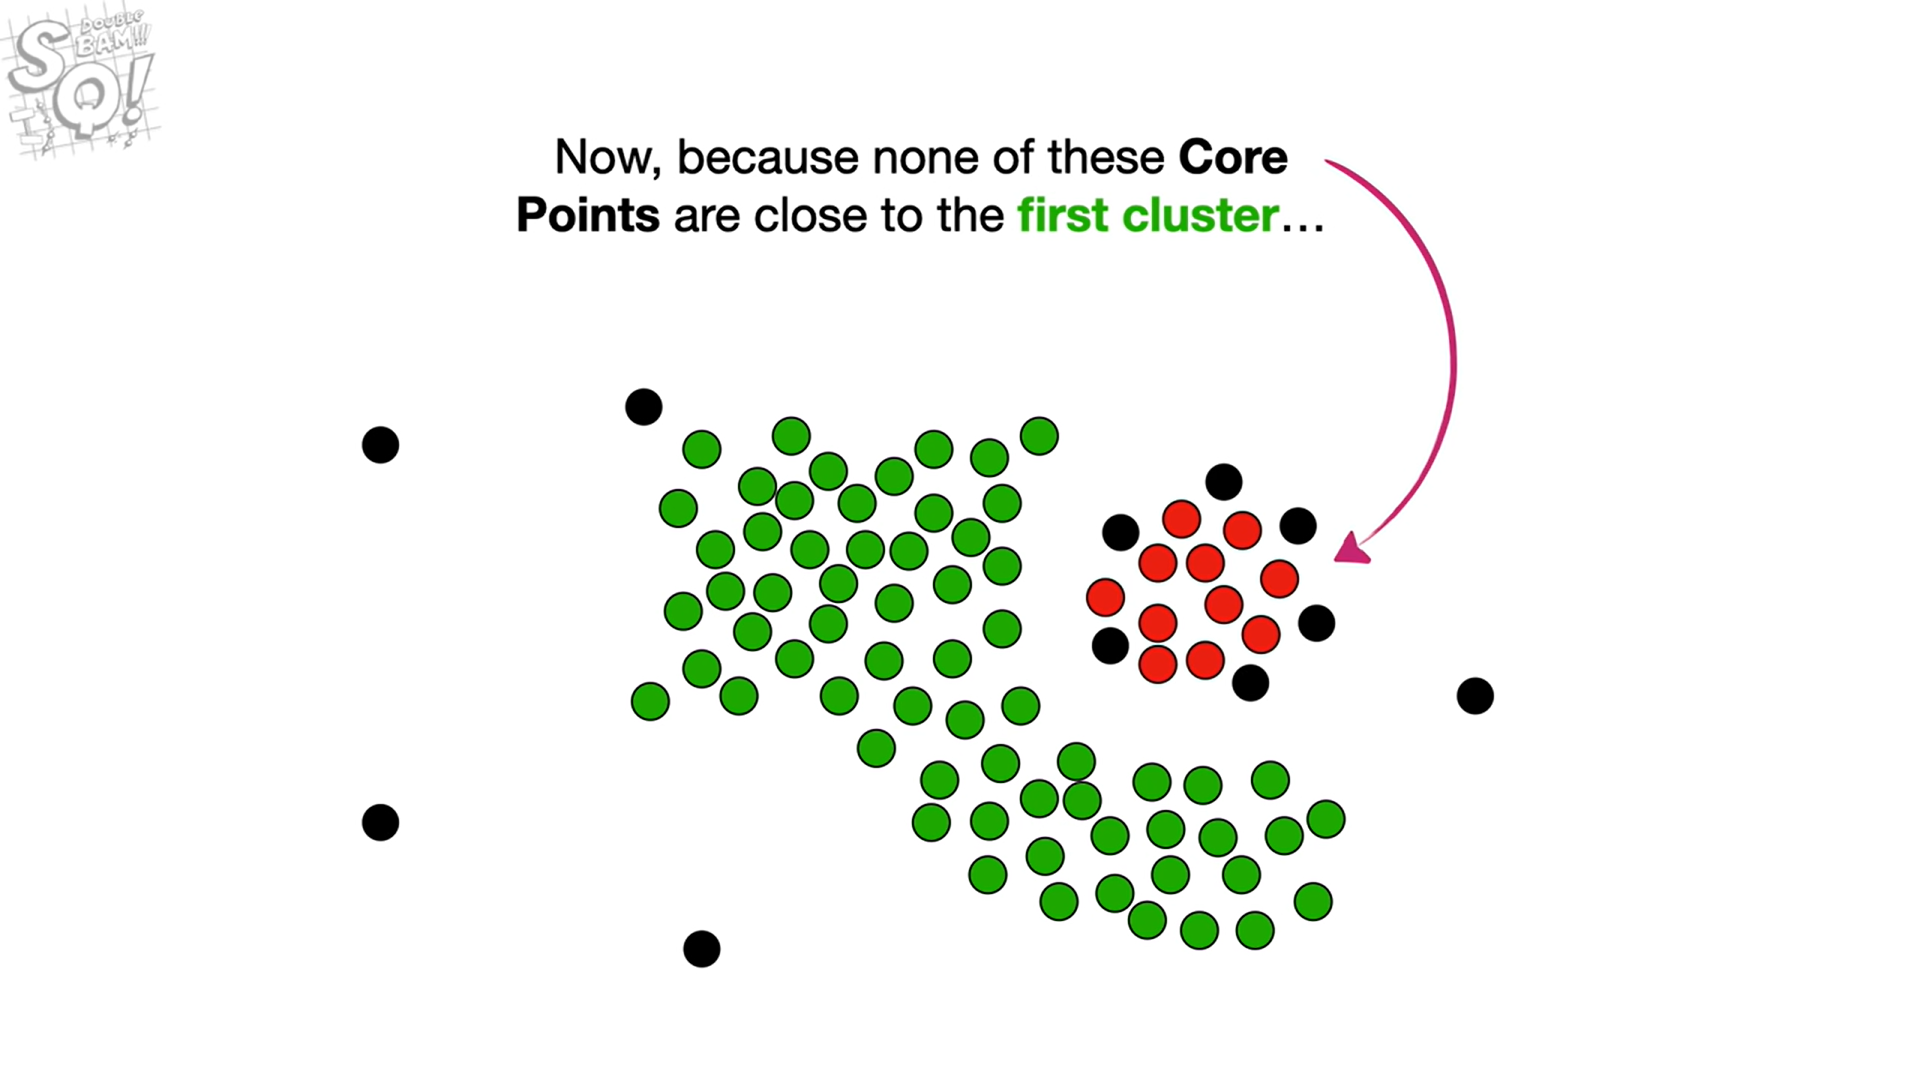 DOUBLE
BAM!!!
SQ!
Now, because none of these Core
Points are close to the first cluster…